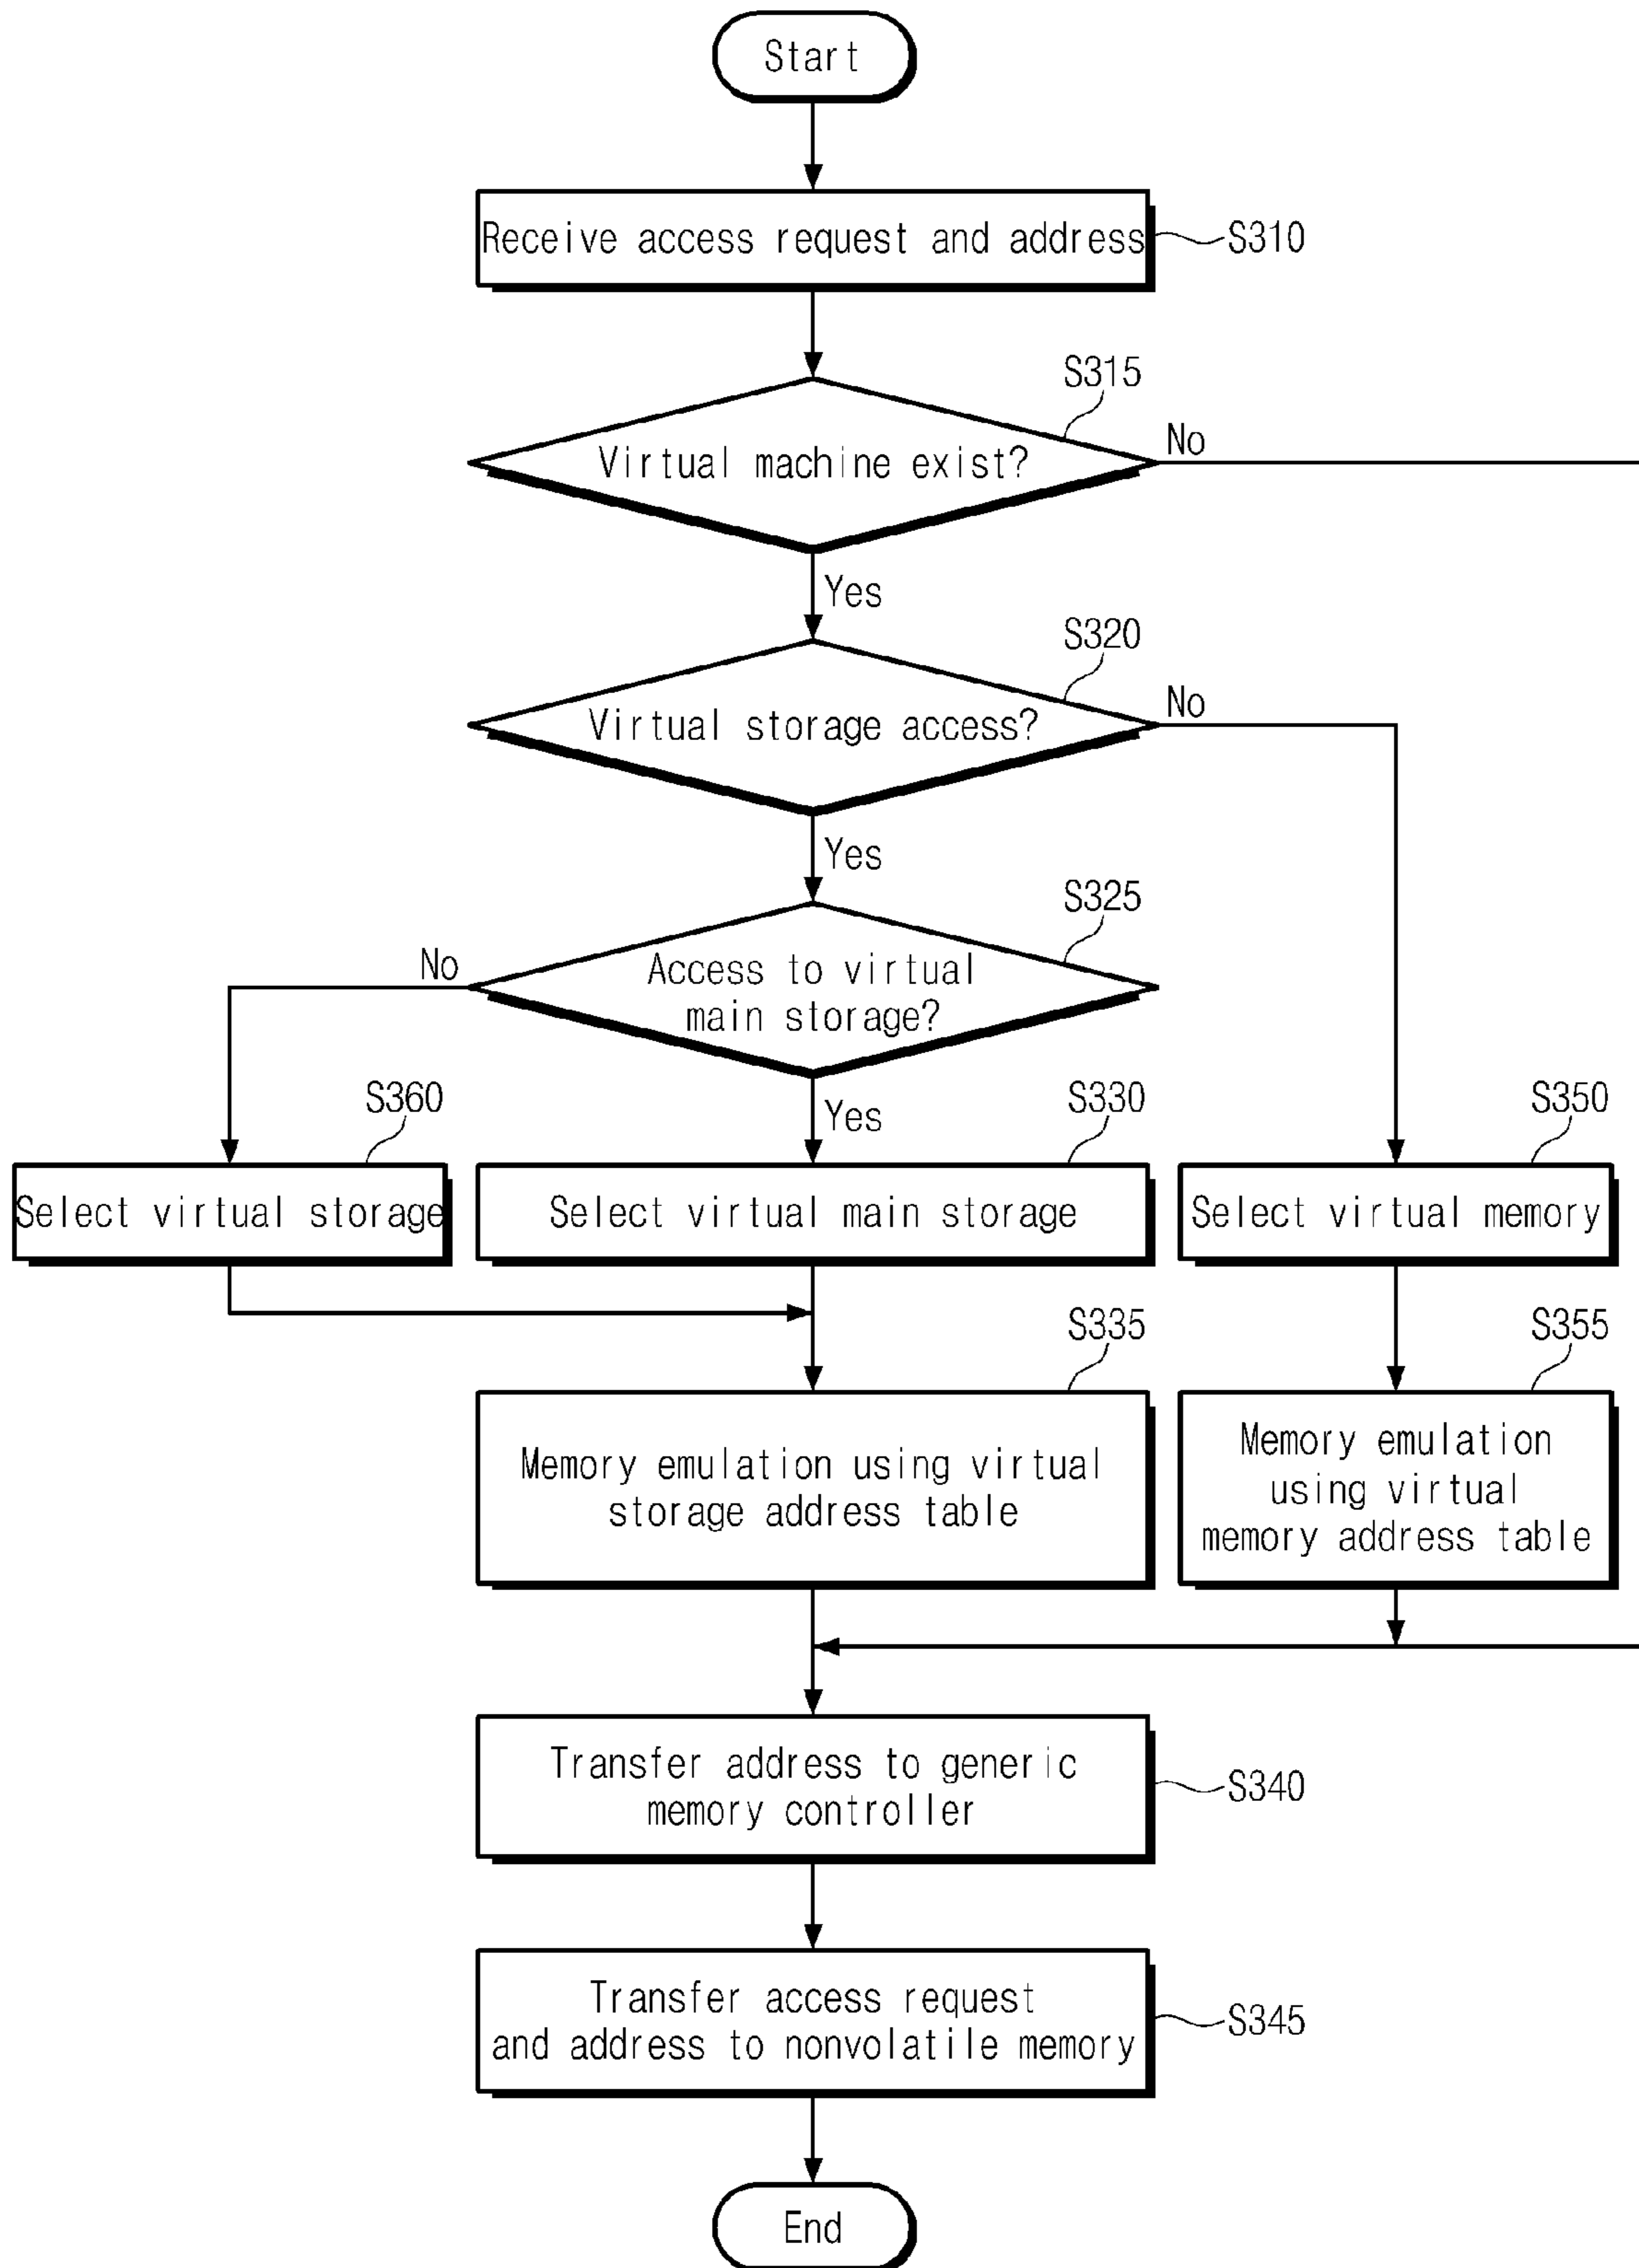 Start
Receive access request and address
S310
S315
Virtual machine exist?
No
Yes
S320
Virtual storage access?
No
Yes
S325
No
Access to virtual
main storage?
Yes
S360
S330
S350
Select virtual storage
Select virtual main storage
Select virtual memory
S335
S355
Memory emulation using virtual
storage address table
Memory emulation
using virtual
memory address table
Transfer address to generic
memory controller
S340
Transfer access request
and address to nonvolatile memory
S345
End